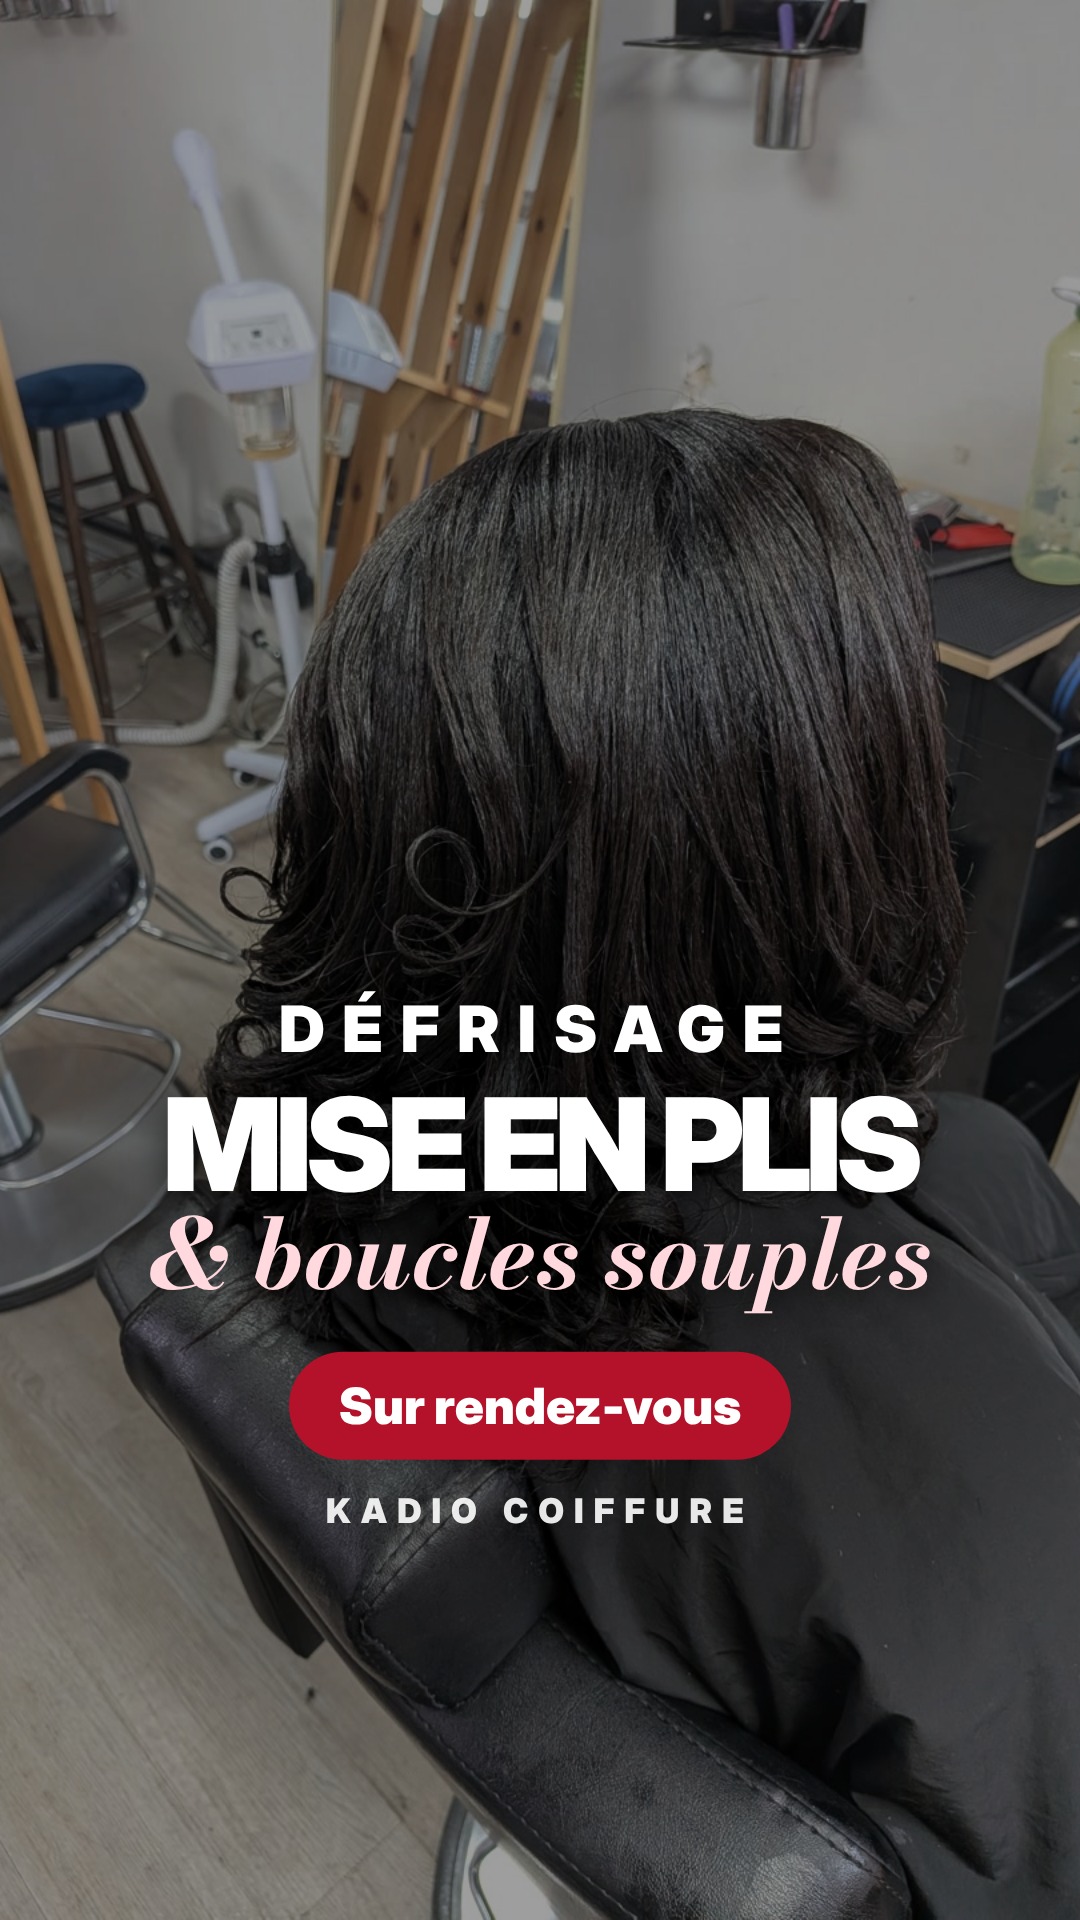 DÉFRISAGE
MISE EN PLIS
& boucles souples
Sur rendez-vous
KADIO COIFFURE